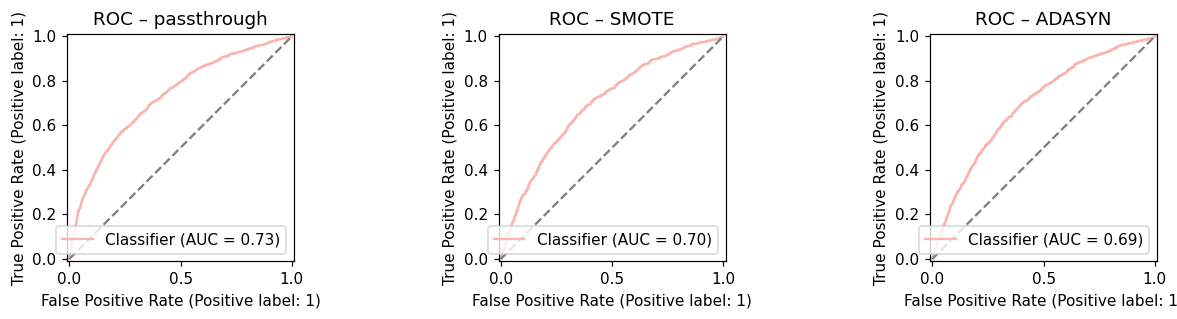 ROC – passthrough
True Positive Rate (Positive label: 1)
1.0
0.8
0.6
0.4
0.2
0.0
Classifier (AUC = 0.73)
0.0 0.5 1.0
False Positive Rate (Positive label: 1)
ROC – SMOTE
True Positive Rate (Positive label: 1)
1.0
0.8
0.6
0.4
0.2
0.0
Classifier (AUC = 0.70)
0.0 0.5 1.0
False Positive Rate (Positive label: 1)
ROC – ADASYN
True Positive Rate (Positive label: 1)
1.0
0.8
0.6
0.4
0.2
0.0
Classifier (AUC = 0.69)
0.0 0.5 1.0
False Positive Rate (Positive label: 1